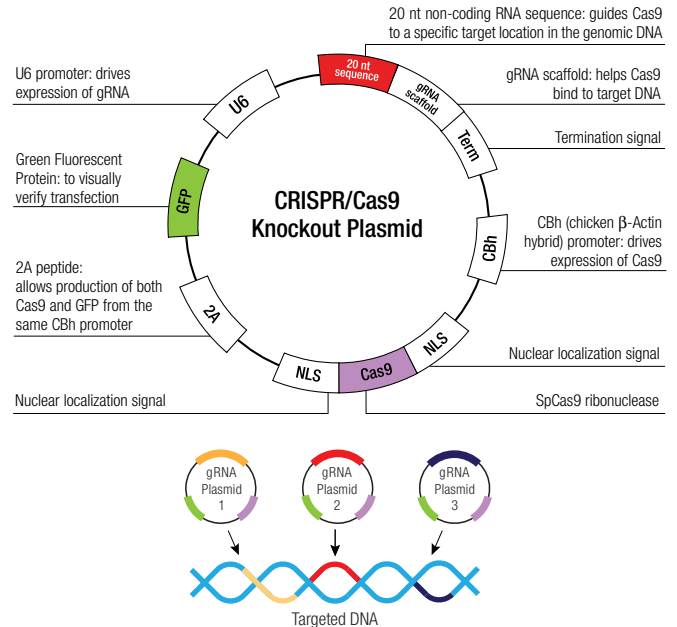 20 nt non-coding RNA sequence: guides Cas9
to a specific target location in the genomic DNA
U6 promoter: drives
expression of gRNA
20 nt
sequence
gRNA
scaffold
gRNA scaffold: helps Cas9
bind to target DNA
U6
Term
Termination signal
Green Fluorescent
Protein: to visually
verify transfection
GFP
CRISPR/Cas9
Knockout Plasmid
CBh
CBh (chicken β-Actin
hybrid) promoter: drives
expression of Cas9
2A peptide:
allows production of both
Cas9 and GFP from the
same CBh promoter
2A
NLS
Nuclear localization signal
NLS
Cas9
Nuclear localization signal
SpCas9 ribonuclease
gRNA
Plasmid
1
gRNA
Plasmid
2
gRNA
Plasmid
3
Targeted DNA